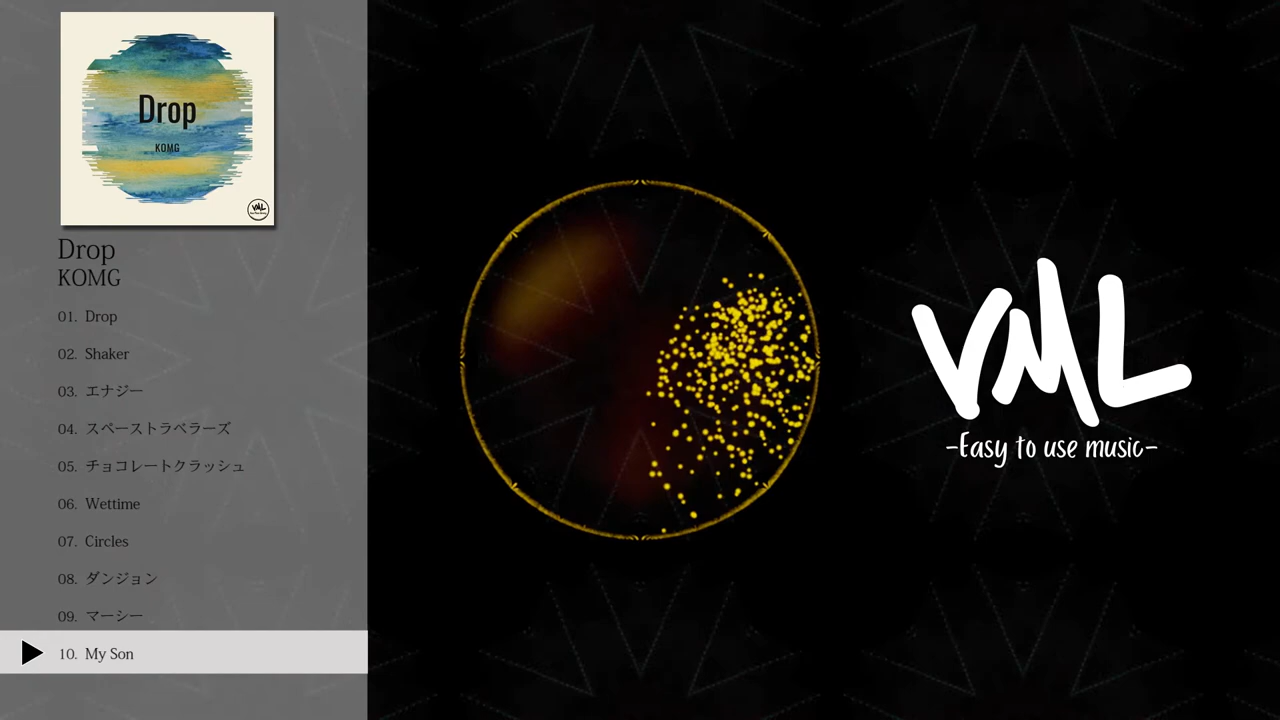 Drop
KOMG
VML
Drop
KOMG
01. Drop
02. Shaker
03. エナジー
04. スペーストラベラーズ
05. チョコレートクラッシュ
06. Wettime
07. Circles
08. ダンジョン
09. マーシー
10. My Son
VML
-Easy to use music-